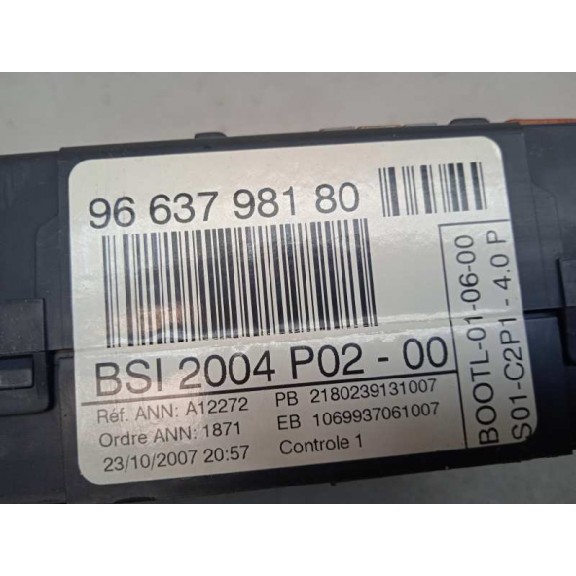 96 637 981 80
BSI 2004 P02 - 00
Réf. ANN: A12272
PB 2180239131007
Ordre ANN: 1871
EB 1069937061007
23/10/2007 20:57
Controle 1
BOOTL-01-06-00
S01-C2P1 - 4.0 P